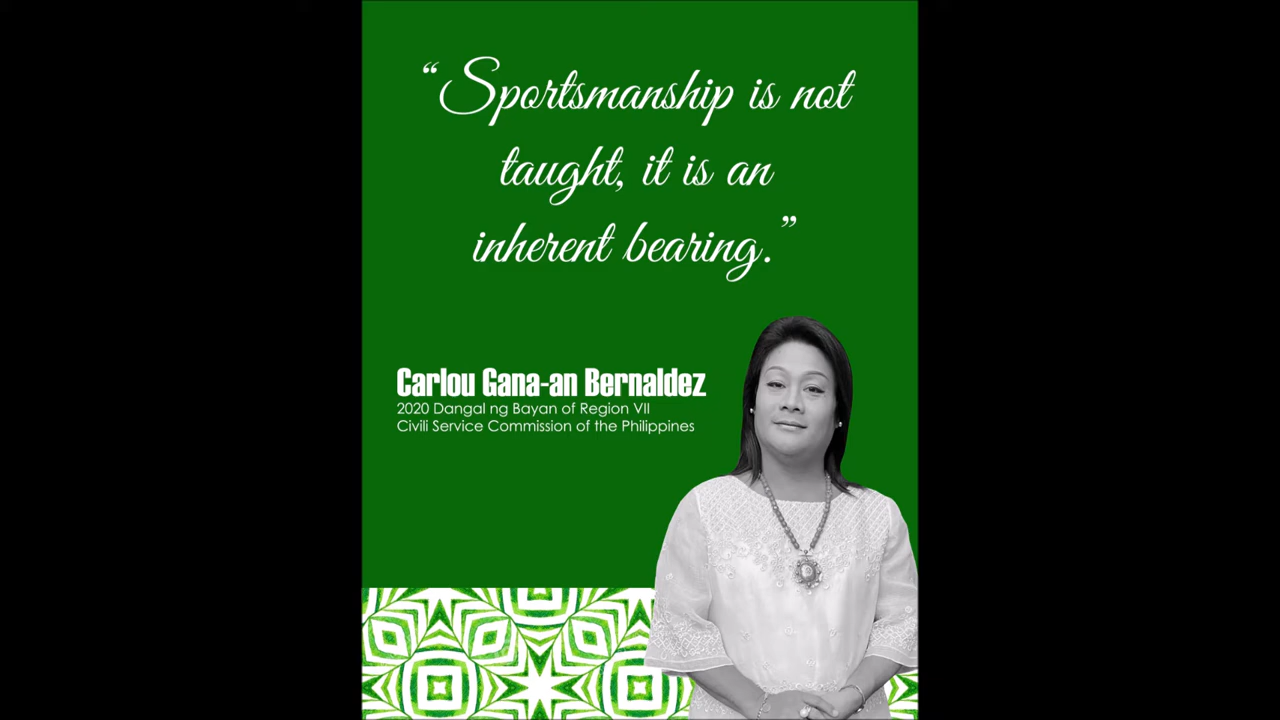 “Sportsmanship is not
taught, it is an
inherent bearing.”
Carlou Gana-an Bernaldez
2020 Dangal ng Bayan of Region VII
Civili Service Commission of the Philippines